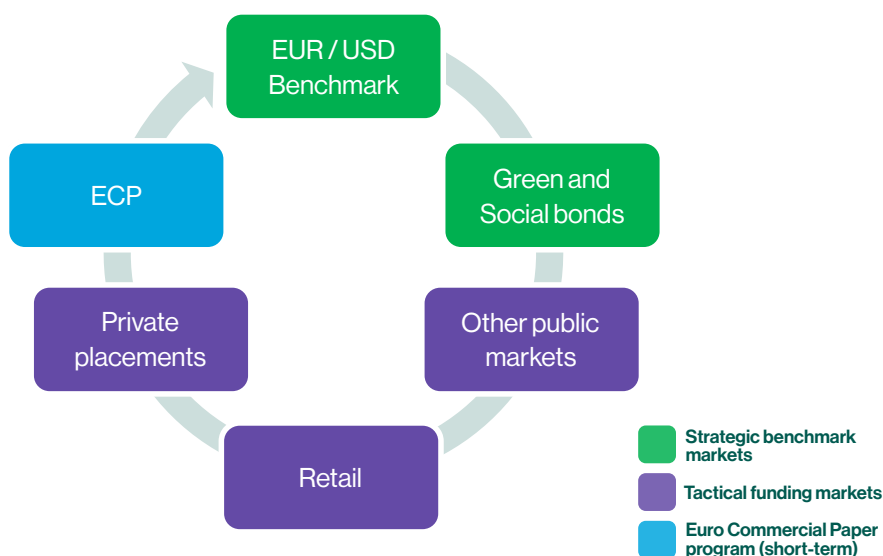 EUR / USD
Benchmark
ECP
Green and
Social bonds
Private
placements
Other public
markets
Retail
Strategic benchmark
markets
Tactical funding markets
Euro Commercial Paper
program (short-term)